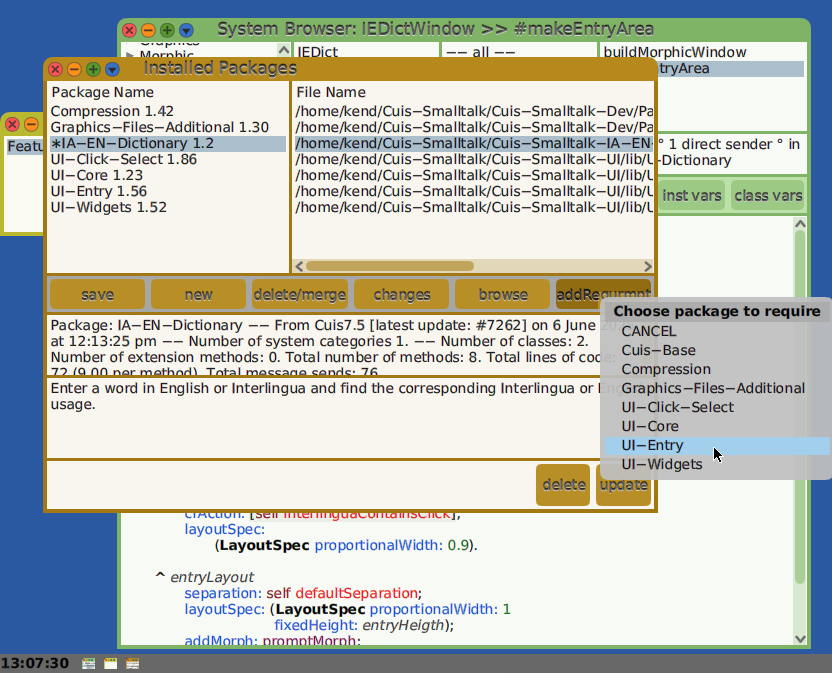 System Browser: IEDictWindow >> #makeEntryArea
Graphics
Morphic
IEDict
−− all −−
buildMorphicWindow
tryArea
Installed Packages
Package Name
File Name
Compression 1.42
/home/kend/Cuis−Smalltalk/Cuis−Smalltalk−Dev/Pa
Graphics−Files−Additional 1.30
/home/kend/Cuis−Smalltalk/Cuis−Smalltalk−Dev/Pa
∗IA−EN−Dictionary 1.2
/home/kend/Cuis−Smalltalk/Cuis−Smalltalk−IA−EN−
UI−Click−Select 1.86
/home/kend/Cuis−Smalltalk/Cuis−Smalltalk−UI/lib/U
UI−Core 1.23
/home/kend/Cuis−Smalltalk/Cuis−Smalltalk−UI/lib/U
UI−Entry 1.56
/home/kend/Cuis−Smalltalk/Cuis−Smalltalk−UI/lib/U
UI−Widgets 1.52
/home/kend/Cuis−Smalltalk/Cuis−Smalltalk−UI/lib/U
Featu
° 1 direct sender ° in
−Dictionary
inst vars
class vars
save
new
delete/merge
changes
browse
addRequrmnt
Package: IA−EN−Dictionary −− From Cuis7.5 [latest update: #7262] on 6 June
at 12:13:25 pm −− Number of system categories 1. −− Number of classes: 2.
Number of extension methods: 0. Total number of methods: 8. Total lines of code:
72 (9.00 per method). Total message sends: 76
Enter a word in English or Interlingua and find the corresponding Interlingua or En
usage.
delete
update
Choose package to require
CANCEL
Cuis−Base
Compression
Graphics−Files−Additional
UI−Click−Select
UI−Core
UI−Entry
UI−Widgets
crAction: [self interlinguaContainsClick];
layoutSpec:
(LayoutSpec proportionalWidth: 0.9).
^ entryLayout
separation: self defaultSeparation;
layoutSpec: (LayoutSpec proportionalWidth: 1
fixedHeight: entryHeigth);
addMorph: promptMorph;
13:07:30